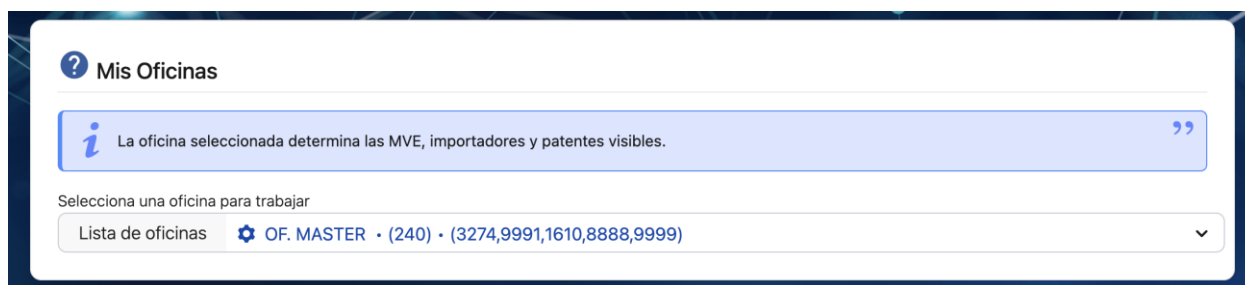 Mis Oficinas
La oficina seleccionada determina las MVE, importadores y patentes visibles.
Selecciona una oficina para trabajar
Lista de oficinas OF. MASTER • (240) • (3274,9991,1610,8888,9999)